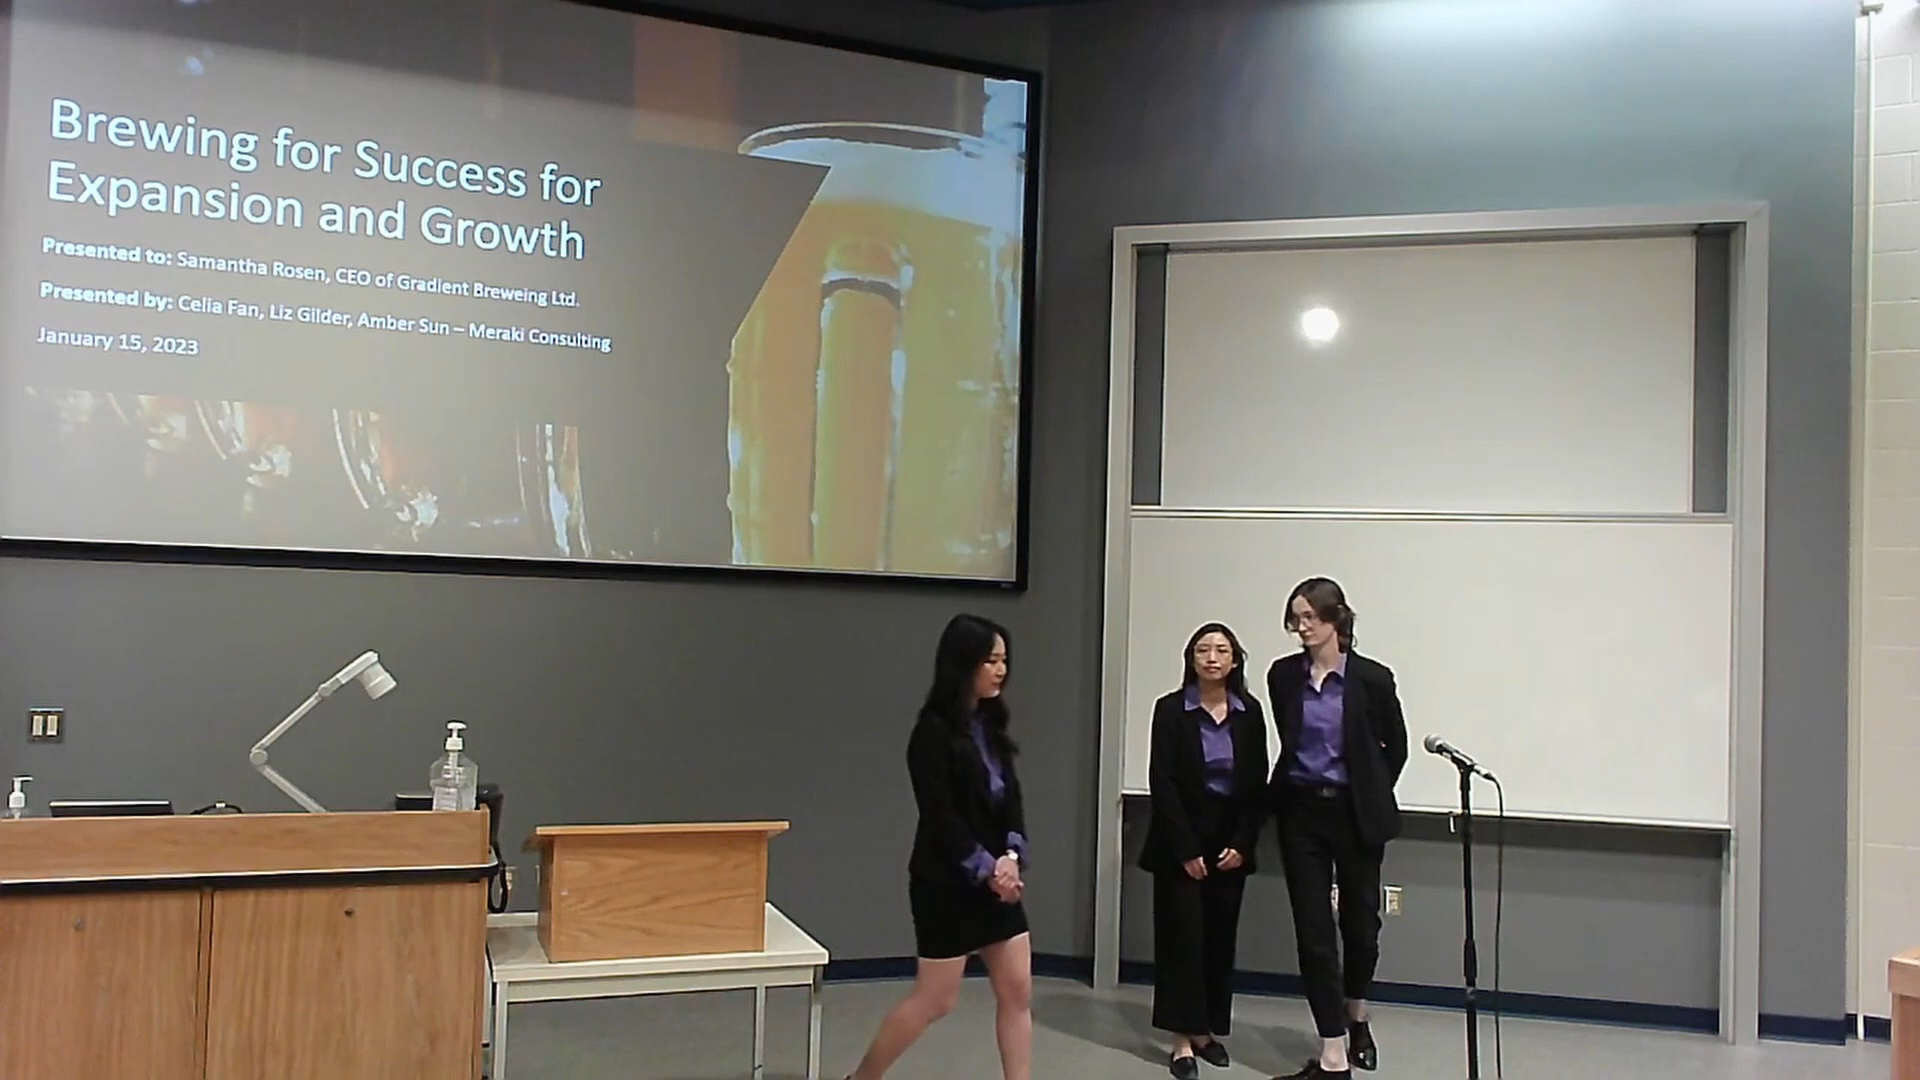 Brewing for Success for
Expansion and Growth
Presented to: Samantha Rosen, CEO of Gradient Breweing Ltd.
Presented by: Celia Fan, Liz Gilder, Amber Sun – Meraki Consulting
January 15, 2023